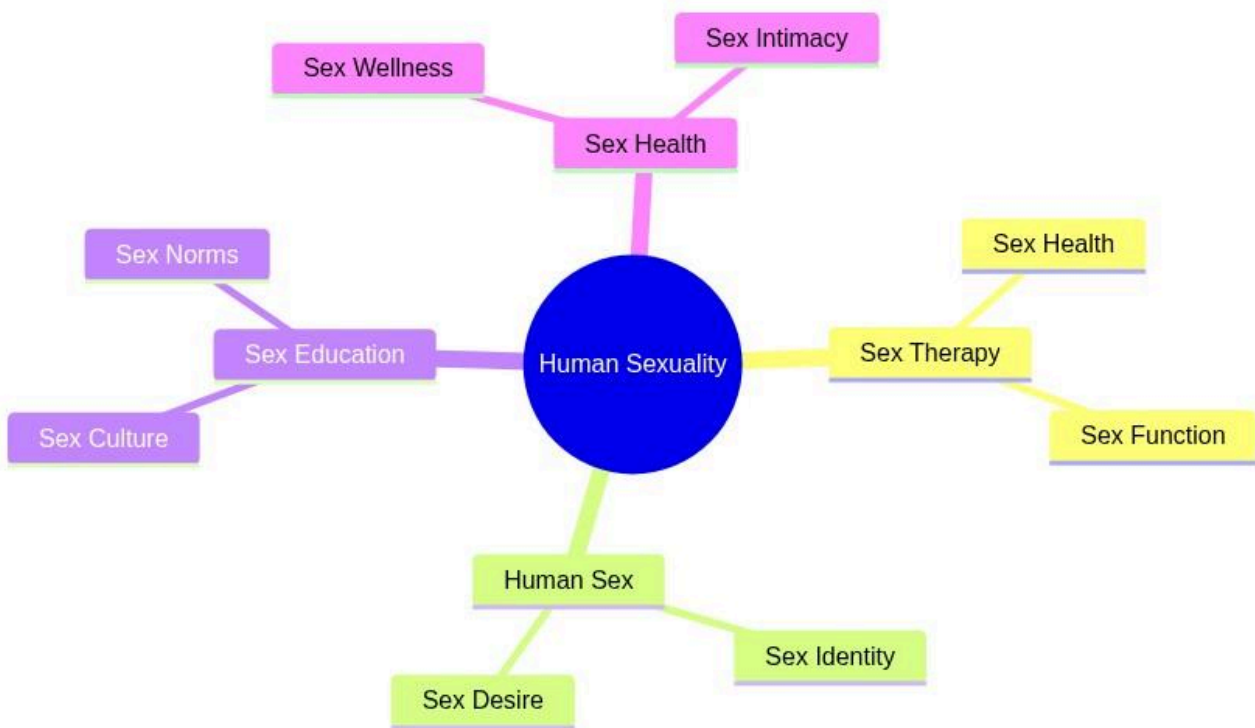 Sex Intimacy
Sex Wellness
Sex Health
Sex Norms
Sex Health
Sex Education
Human Sexuality
Sex Therapy
Sex Culture
Sex Function
Human Sex
Sex Identity
Sex Desire